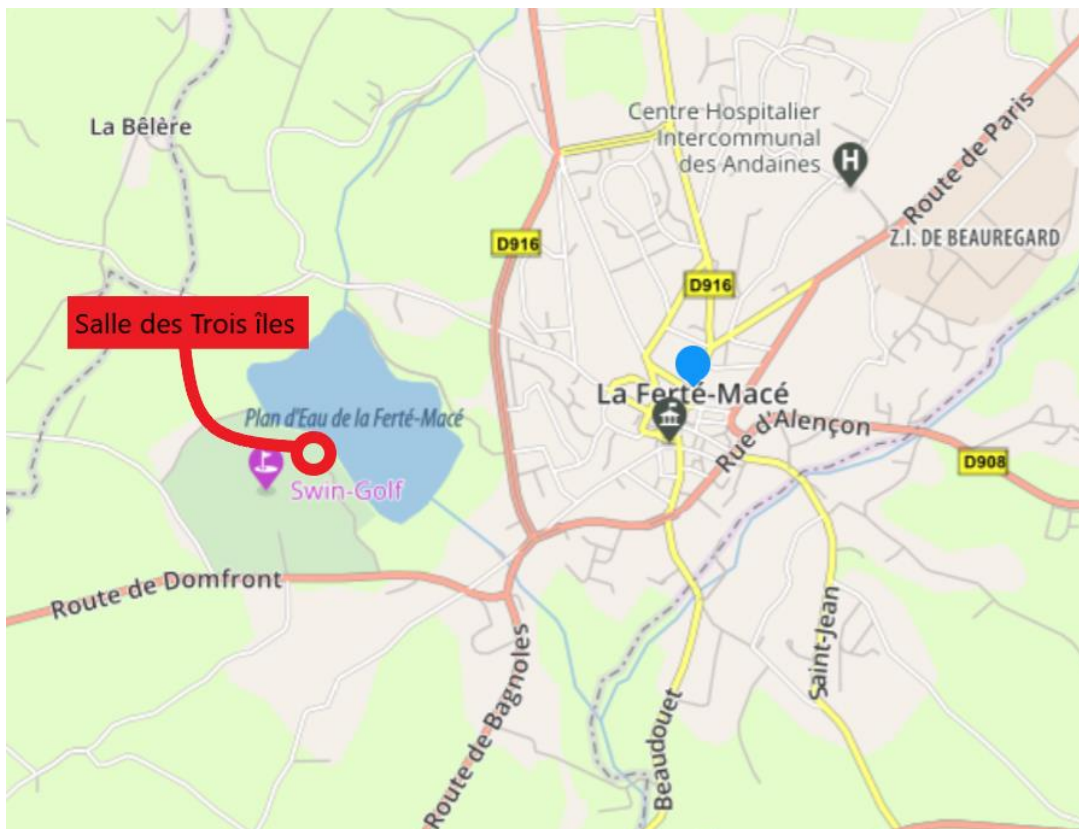 Centre Hospitalier
Intercommunal
des Andaines
La Bêlère
H
Route de Paris
Z.I. DE BEAUREGARD
D916
D916
Salle des Trois îles
La Ferté-Macé
Plan d'Eau de la Ferté-Macé
Rue d'Alençon
D908
Swin-Golf
Route de Domfront
Saint-Jean
Route de Bagnoles
Beaudouet